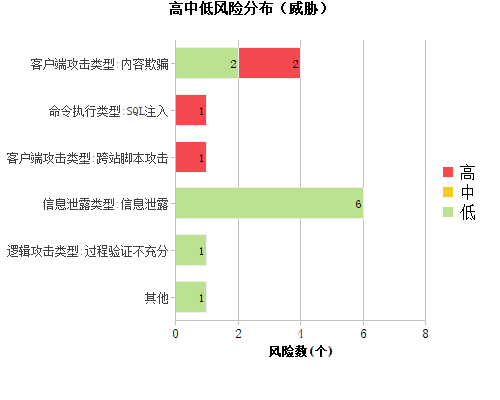 高中低风险分布（威胁）
客户端攻击类型:内容欺骗
2
2
命令执行类型:SQL注入
1
客户端攻击类型:跨站脚本攻击
1
信息泄露类型:信息泄露
6
逻辑攻击类型:过程验证不充分
1
其他
1
高
中
低
0 2 4 6 8
风险数(个)